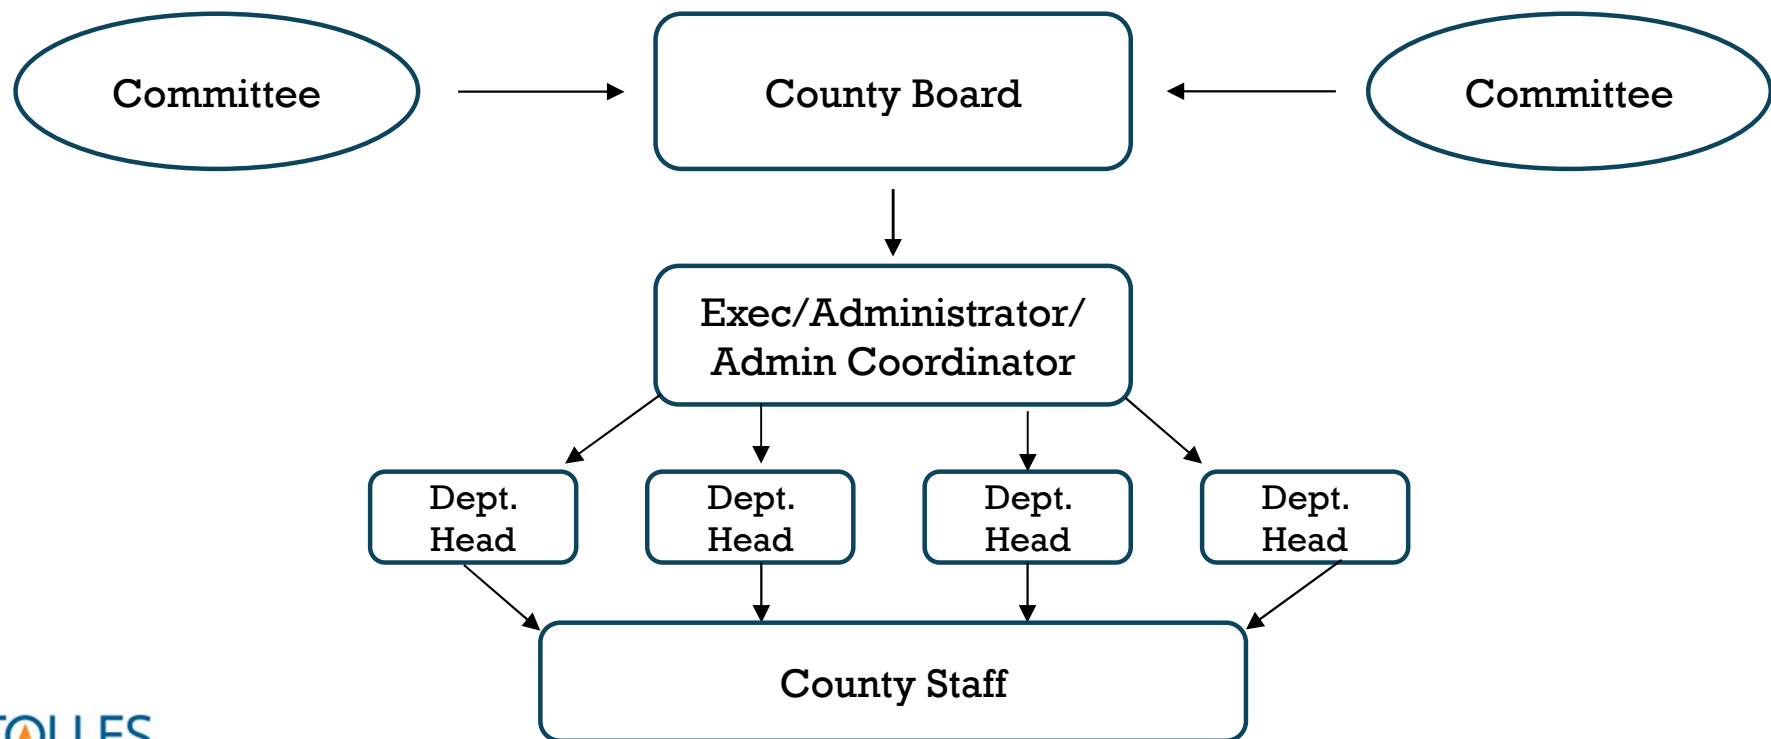 Committee
County Board
Committee
Exec/Administrator/
Admin Coordinator
Dept.
Head
Dept.
Head
Dept.
Head
Dept.
Head
County Staff